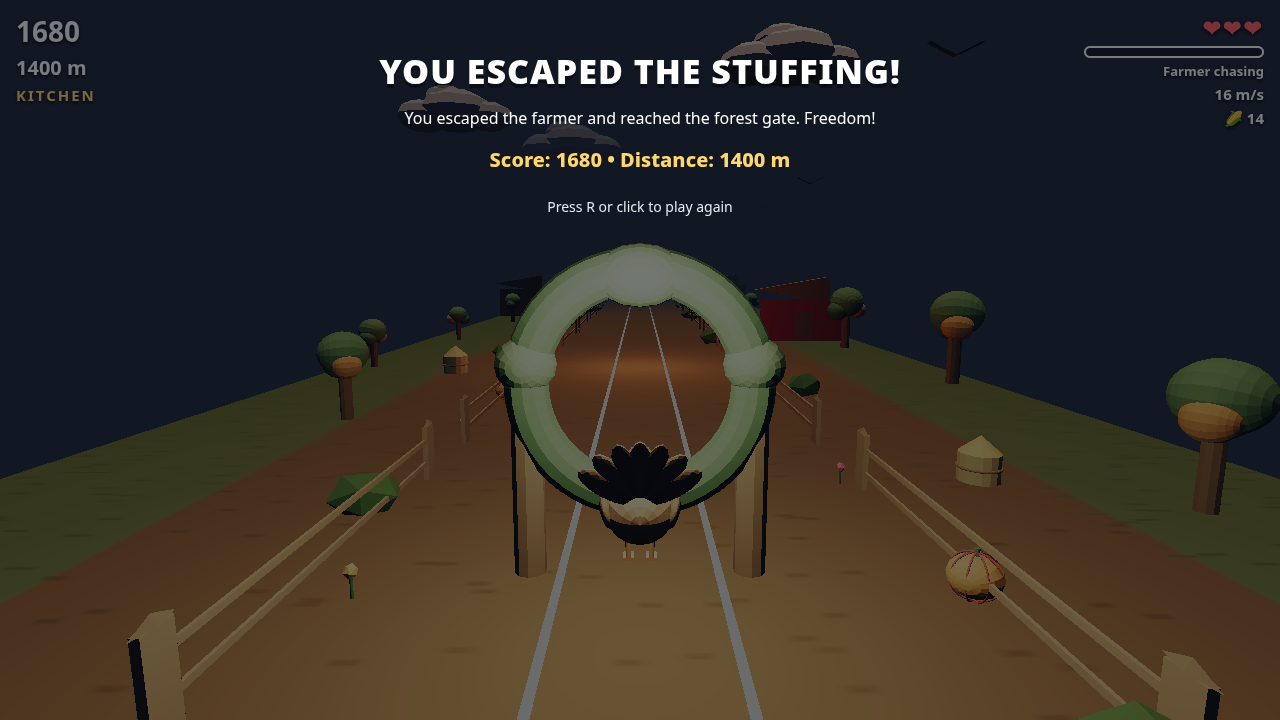 1680
1400 m
KITCHEN
YOU ESCAPED THE STUFFING!
You escaped the farmer and reached the forest gate. Freedom!
Score: 1680 • Distance: 1400 m
Press R or click to play again
Farmer chasing
16 m/s
14